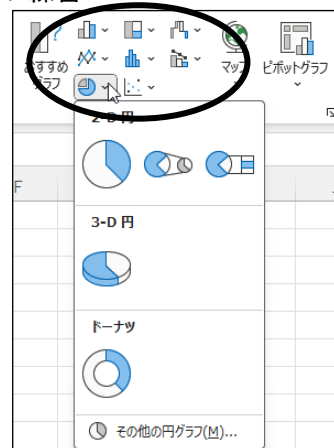 おすすめ
グラフ
マップ
ピボットグラフ
2-D 円
F
3-D 円
ドーナツ
その他の円グラフ(M)...